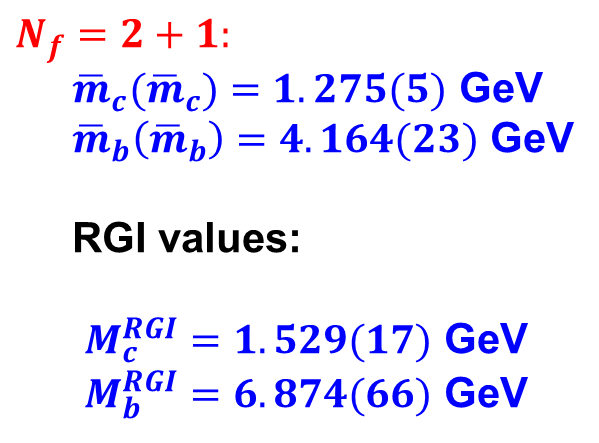 N_f = 2 + 1:
m̅_c(m̅_c) = 1.275(5) GeV
m̅_b(m̅_b) = 4.164(23) GeV
RGI values:
M_c^{RGI} = 1.529(17) GeV
M_b^{RGI} = 6.874(66) GeV